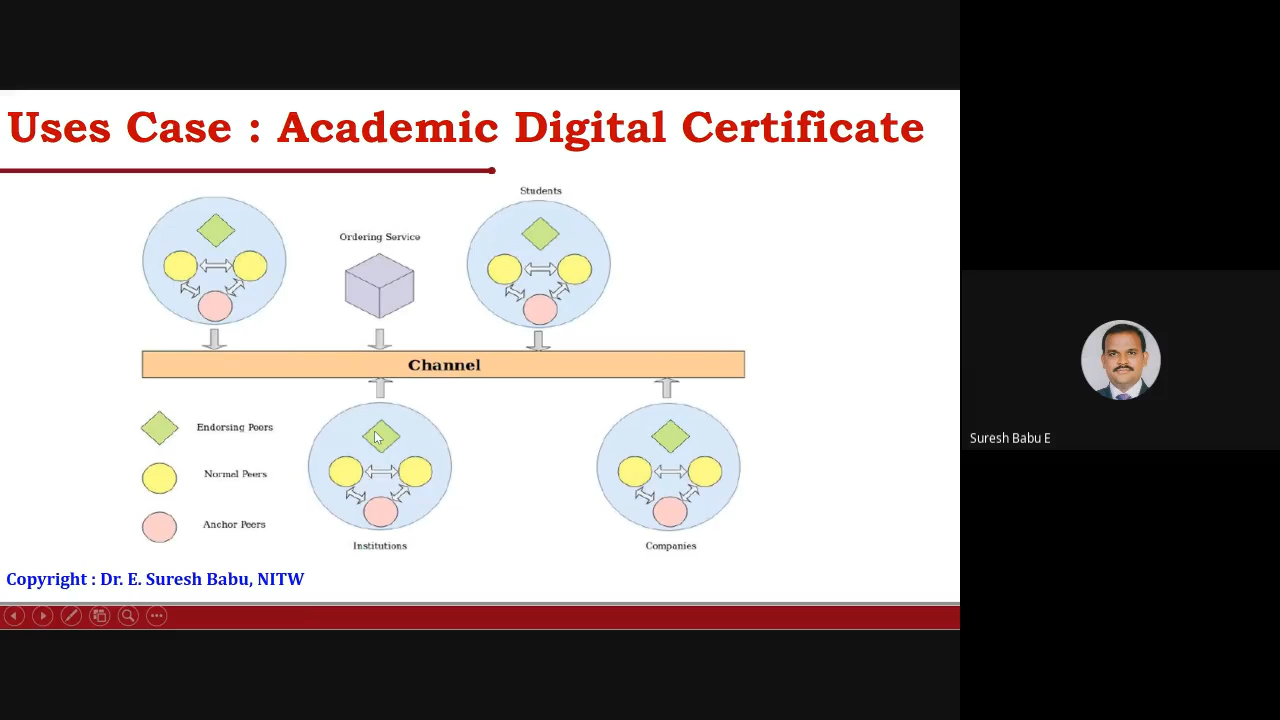 Uses Case : Academic Digital Certificate
Students
Ordering Service
Channel
Endorsing Peers
Normal Peers
Anchor Peers
Institutions
Companies
Copyright : Dr. E. Suresh Babu, NITW
Suresh Babu E